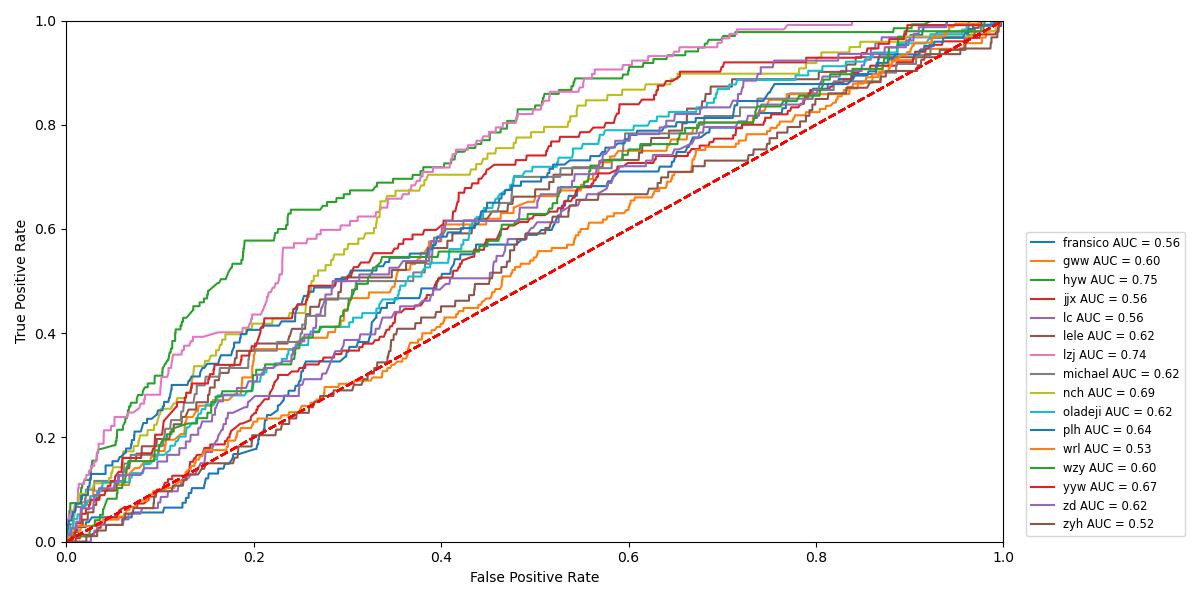 1.0
0.8
0.6
0.4
0.2
0.0
True Positive Rate
0.0 0.2 0.4 0.6 0.8 1.0
False Positive Rate
fransico AUC = 0.56
gww AUC = 0.60
hyw AUC = 0.75
jjx AUC = 0.56
lc AUC = 0.56
lele AUC = 0.62
lzj AUC = 0.74
michael AUC = 0.62
nch AUC = 0.69
oladeji AUC = 0.62
plh AUC = 0.64
wrl AUC = 0.53
wzy AUC = 0.60
yyw AUC = 0.67
zd AUC = 0.62
zyh AUC = 0.52